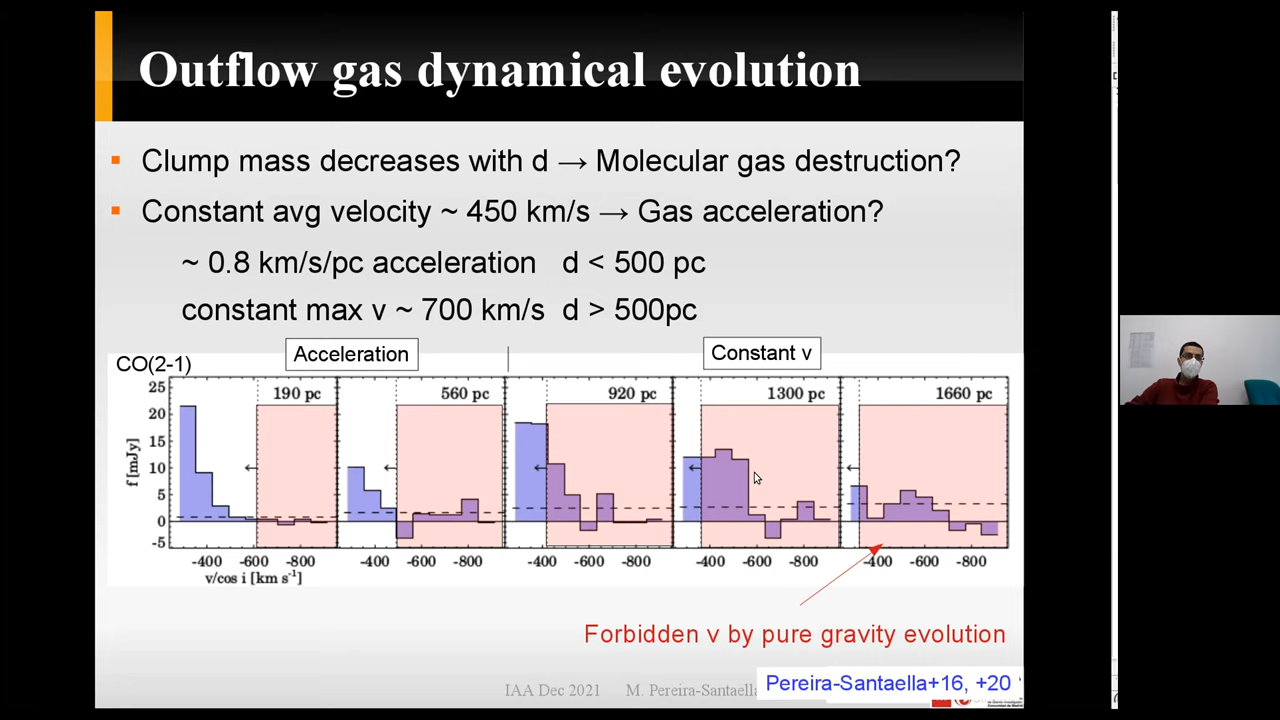 Outflow gas dynamical evolution
Clump mass decreases with d → Molecular gas destruction?
Constant avg velocity ~ 450 km/s → Gas acceleration?
~ 0.8 km/s/pc acceleration d < 500 pc
constant max v ~ 700 km/s d > 500pc
CO(2-1)
Acceleration
Constant v
25
20
15
10
5
0
-5
f [mJy]
190 pc
560 pc
920 pc
1300 pc
1660 pc
-400 -600 -800
-400 -600 -800
-400 -600 -800
-400 -600 -800
-400 -600 -800
v/cos i [km s⁻¹]
Forbidden v by pure gravity evolution
Pereira-Santaella+16, +20
IAA Dec 2021 M. Pereira-Santaella